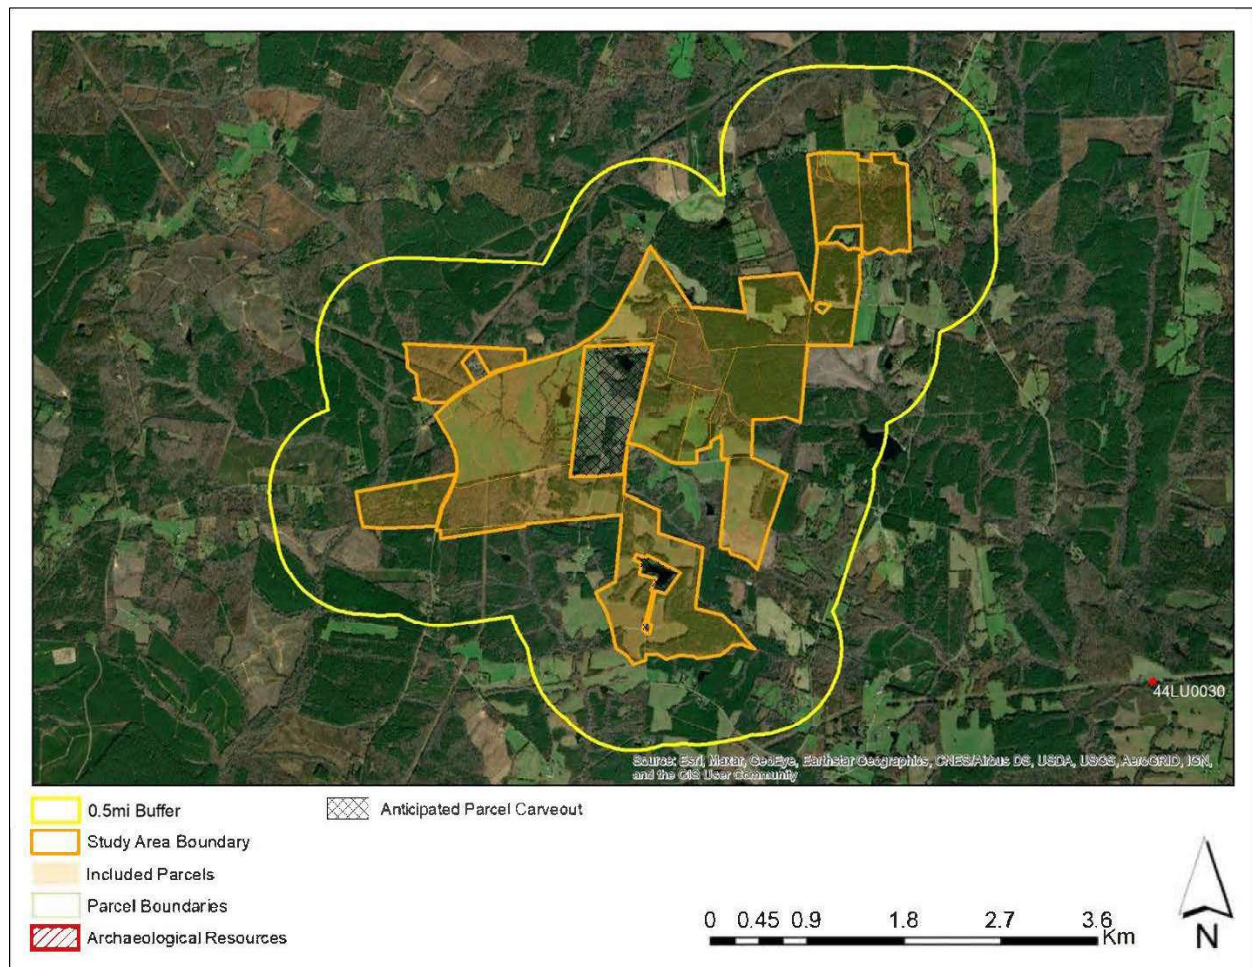 44LU0030
Source: Esri, Maxar, GeoEye, Earthstar Geographics, CNES/Airbus DS, USDA, USGS, AeroGRID, IGN,
and the GIS User Community
0.5mi Buffer
Anticipated Parcel Carveout
Study Area Boundary
Included Parcels
Parcel Boundaries
Archaeological Resources
0 0.45 0.9 1.8 2.7 3.6
Km
N